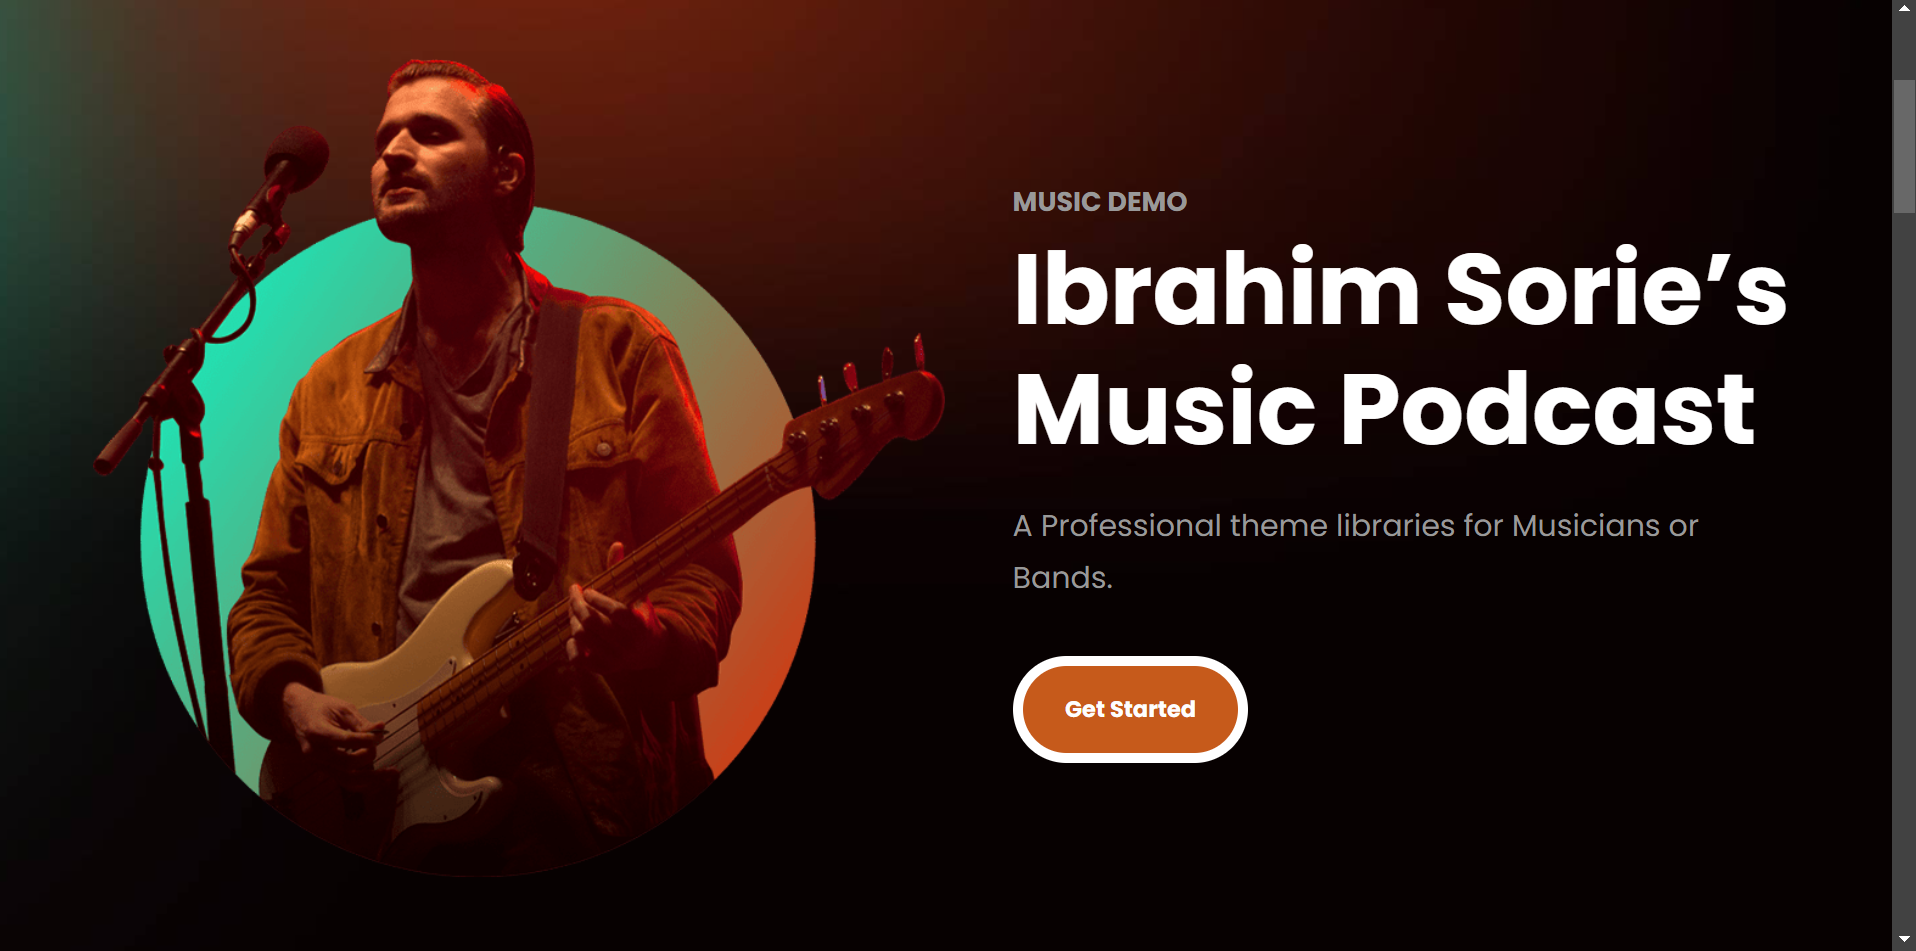 MUSIC DEMO
Ibrahim Sorie’s
Music Podcast
A Professional theme libraries for Musicians or
Bands.
Get Started